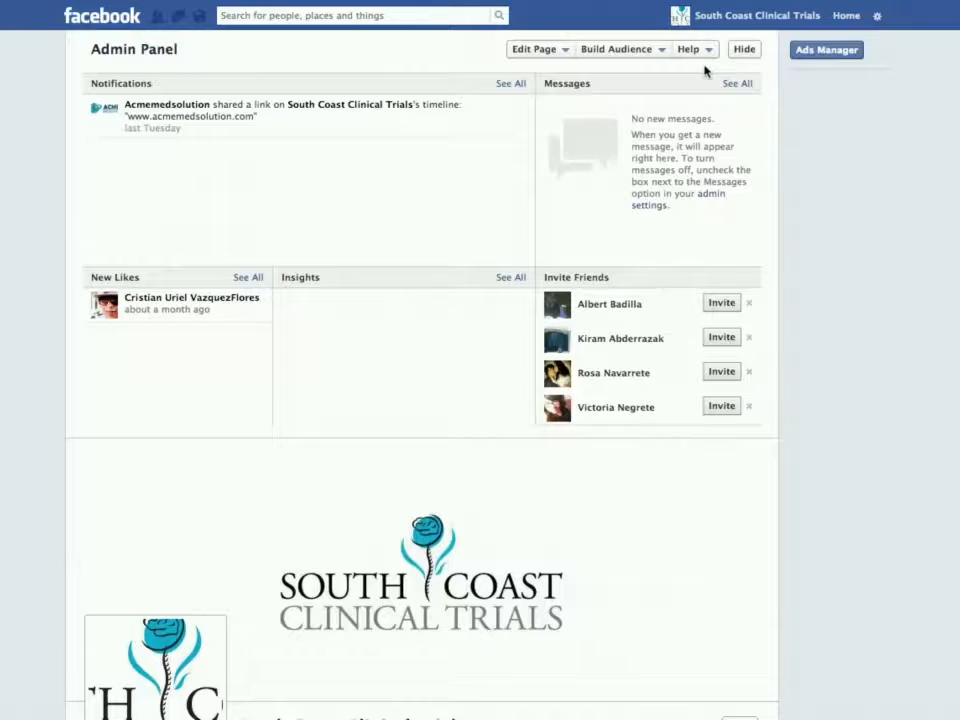 facebook
Search for people, places and things
South Coast Clinical Trials
Home
Admin Panel
Edit Page
Build Audience
Help
Hide
Ads Manager
Notifications
See All
Acmemedsolution shared a link on South Coast Clinical Trials's timeline:
"www.acmemedsolution.com"
last Tuesday
Messages
See All
No new messages.
When you get a new
message, it will appear
right here. To turn
messages off, uncheck the
box next to the Messages
option in your admin
settings.
New Likes
See All
Cristian Uriel VazquezFlores
about a month ago
Insights
See All
Invite Friends
Albert Badilla
Invite
Kiram Abderrazak
Invite
Rosa Navarrete
Invite
Victoria Negrete
Invite
SOUTH COAST
CLINICAL TRIALS